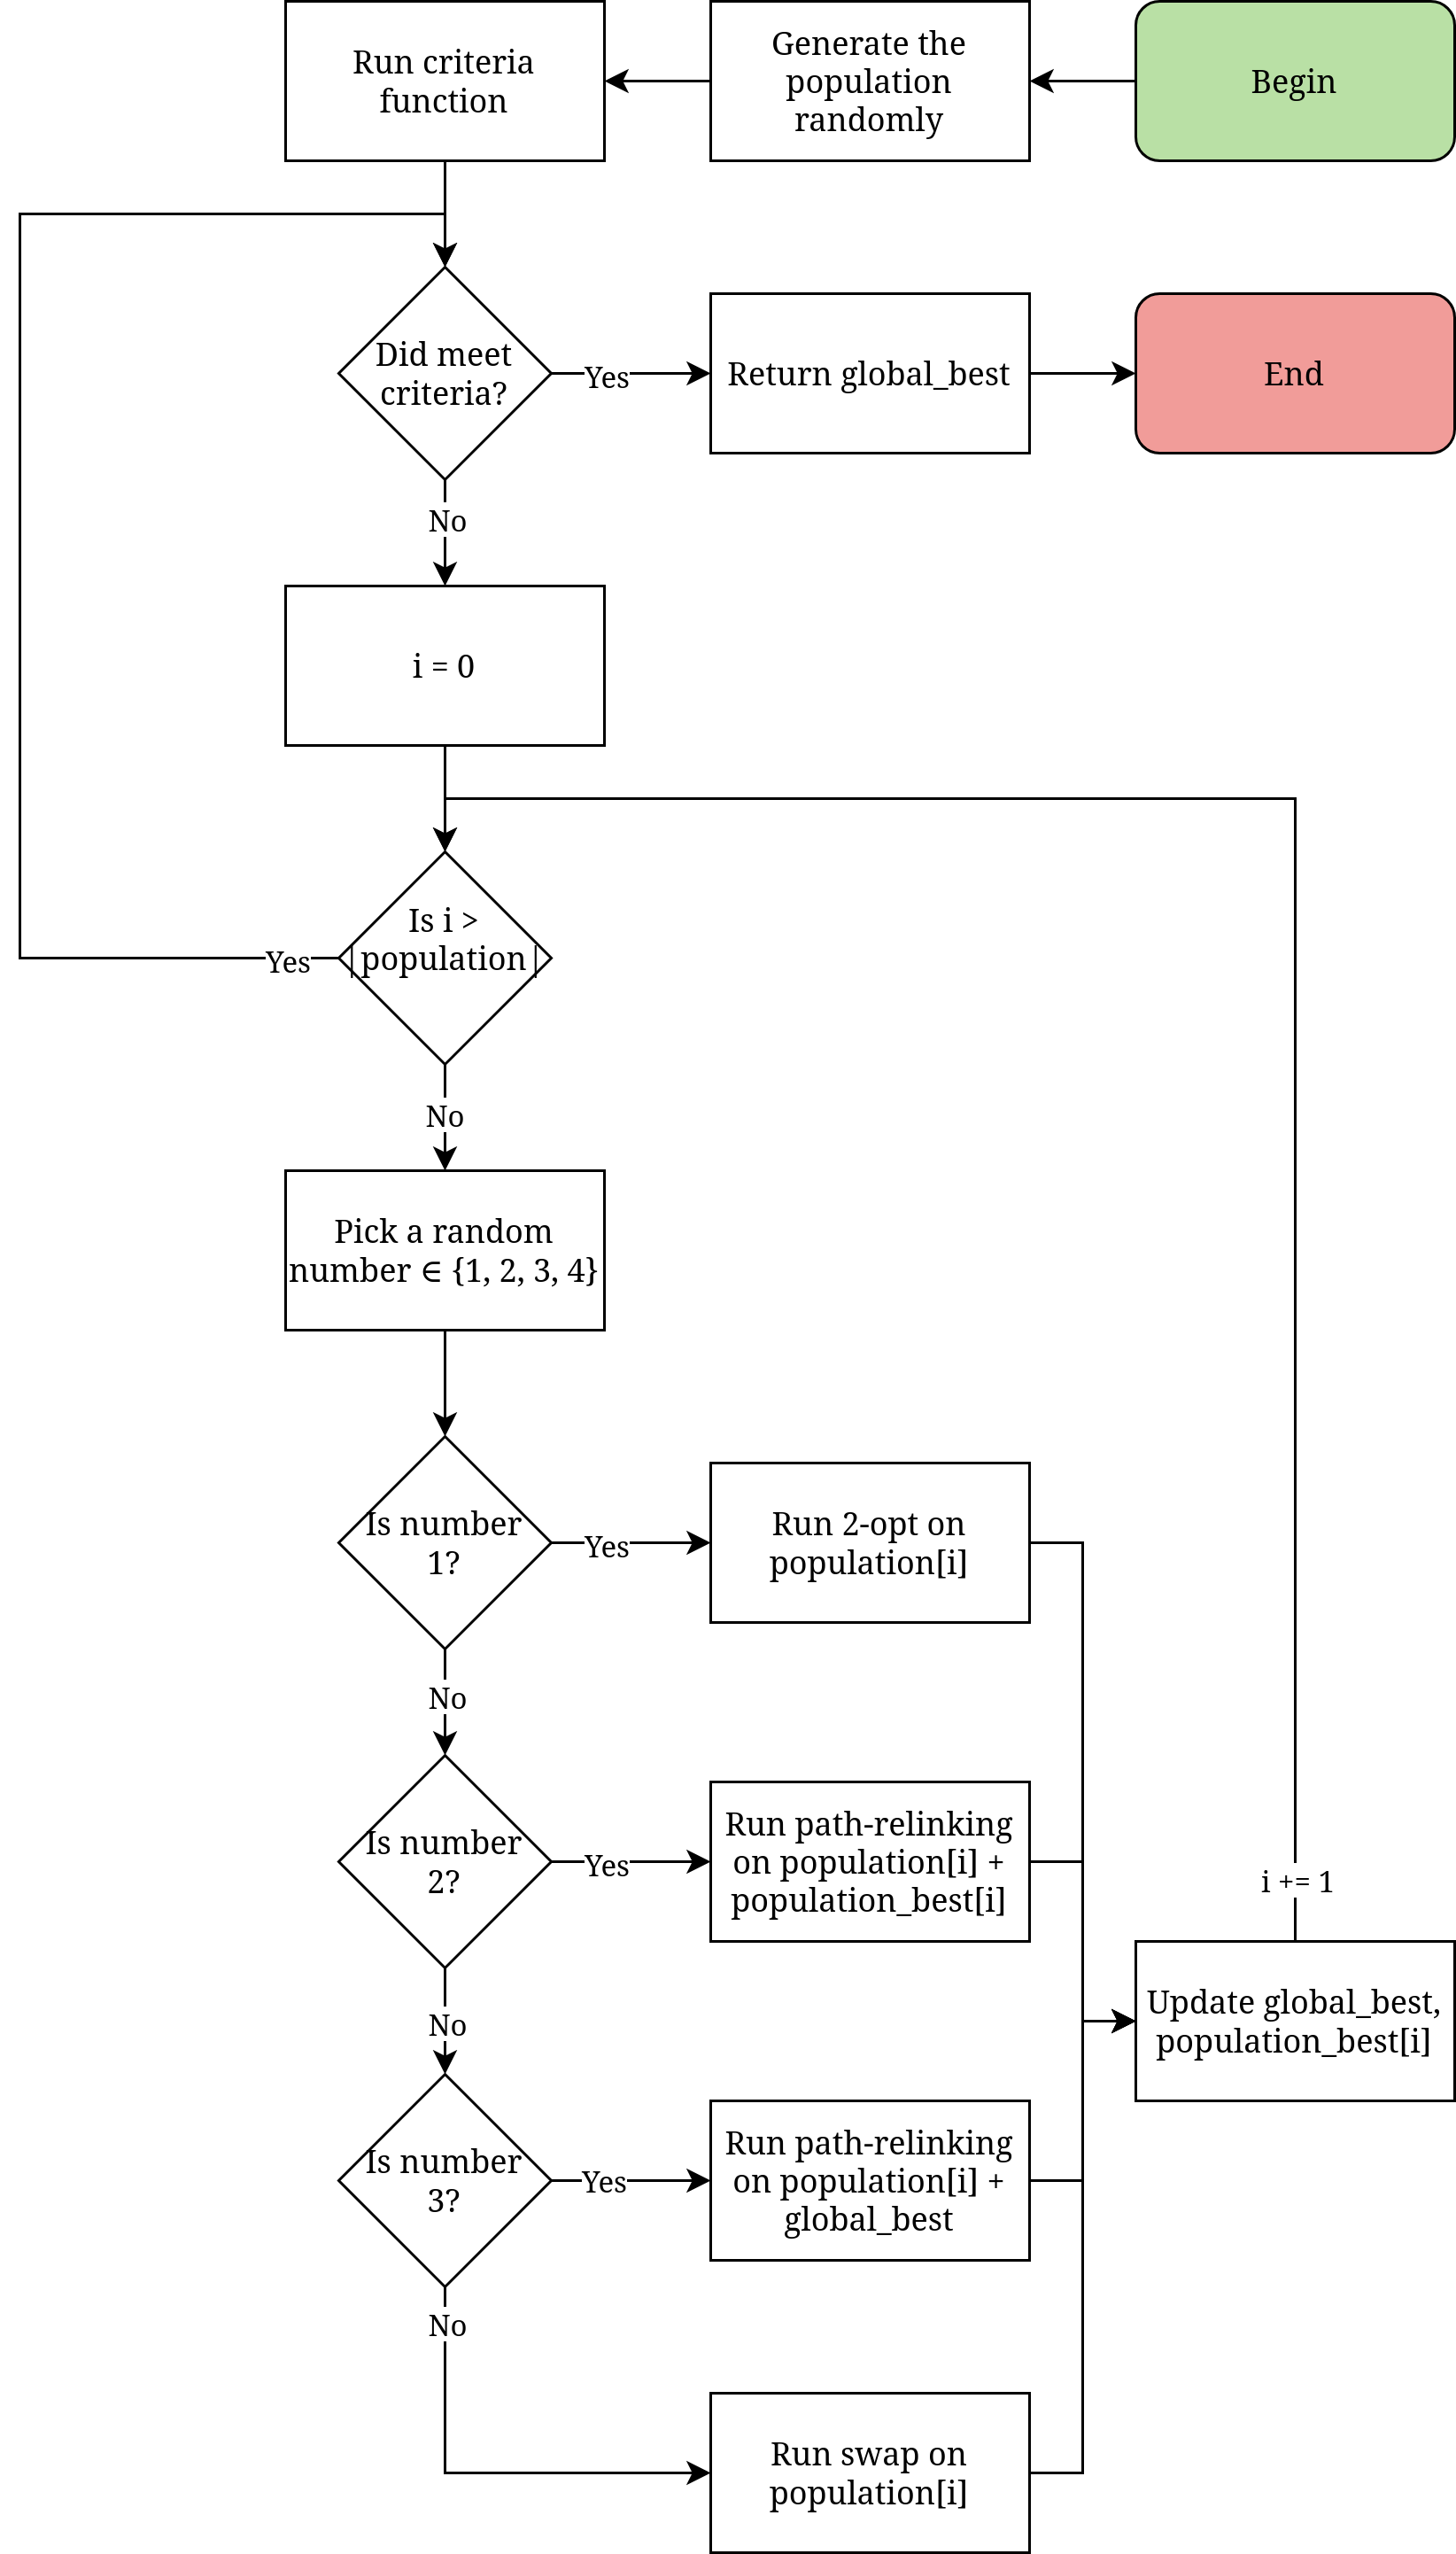 Begin
Generate the
population
randomly
Run criteria
function
Did meet
criteria?
Yes
Return global_best
End
No
i = 0
Is i >
|population|
Yes
No
Pick a random
number ∈ {1, 2, 3, 4}
Is number
1?
Yes
Run 2-opt on
population[i]
No
Is number
2?
Yes
Run path-relinking
on population[i] +
population_best[i]
No
Is number
3?
Yes
Run path-relinking
on population[i] +
global_best
No
Run swap on
population[i]
Update global_best,
population_best[i]
i += 1